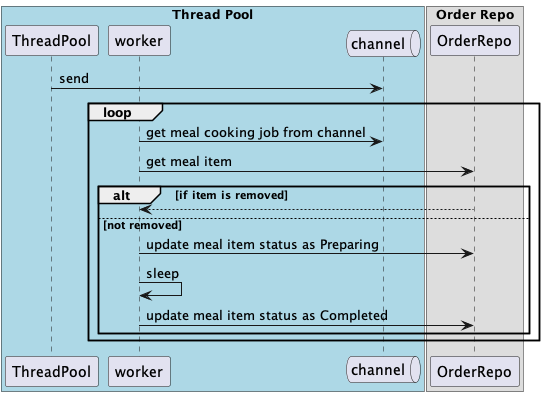 Thread Pool
Order Repo
ThreadPool
worker
channel
OrderRepo
send
loop
get meal cooking job from channel
get meal item
alt
[if item is removed]
[not removed]
update meal item status as Preparing
sleep
update meal item status as Completed
ThreadPool
worker
channel
OrderRepo